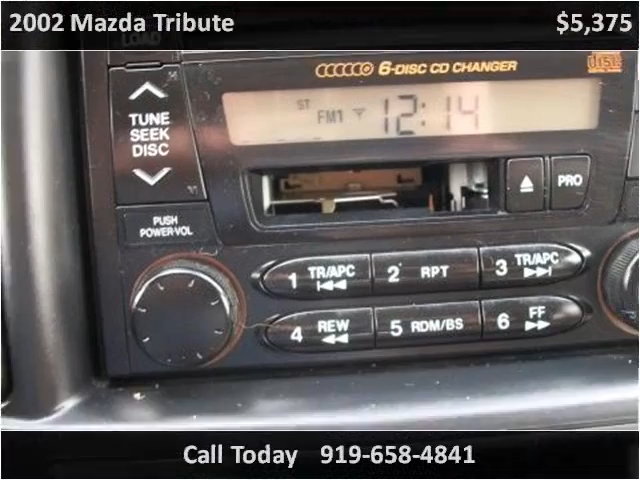 2002 Mazda Tribute $5,375
LOAD
6-DISC CD CHANGER
DISC
TUNE
SEEK
DISC
ST
FM1 12:14
PRO
PUSH
POWER•VOL
1 TR/APC
2 RPT
3 TR/APC
4 REW
5 RDM/BS
6 FF
Call Today 919-658-4841